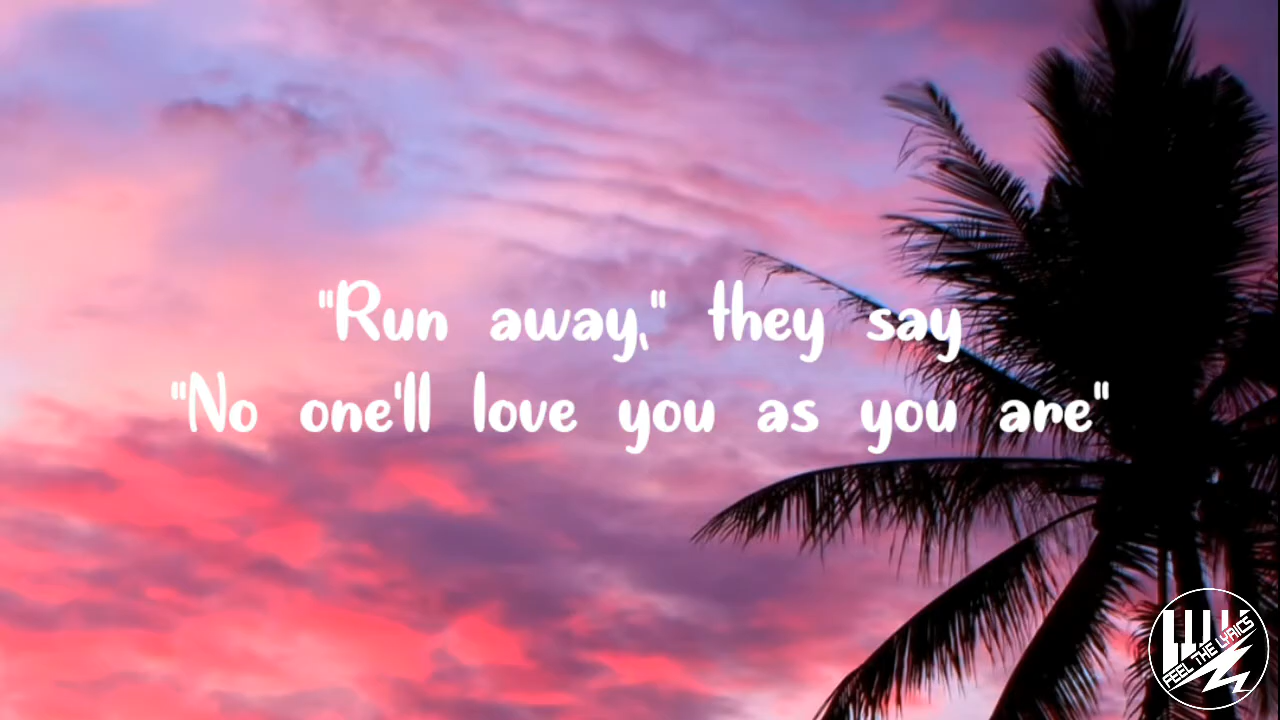 "Run away," they say
"No one'll love you as you are"
FEEL THE LYRICS